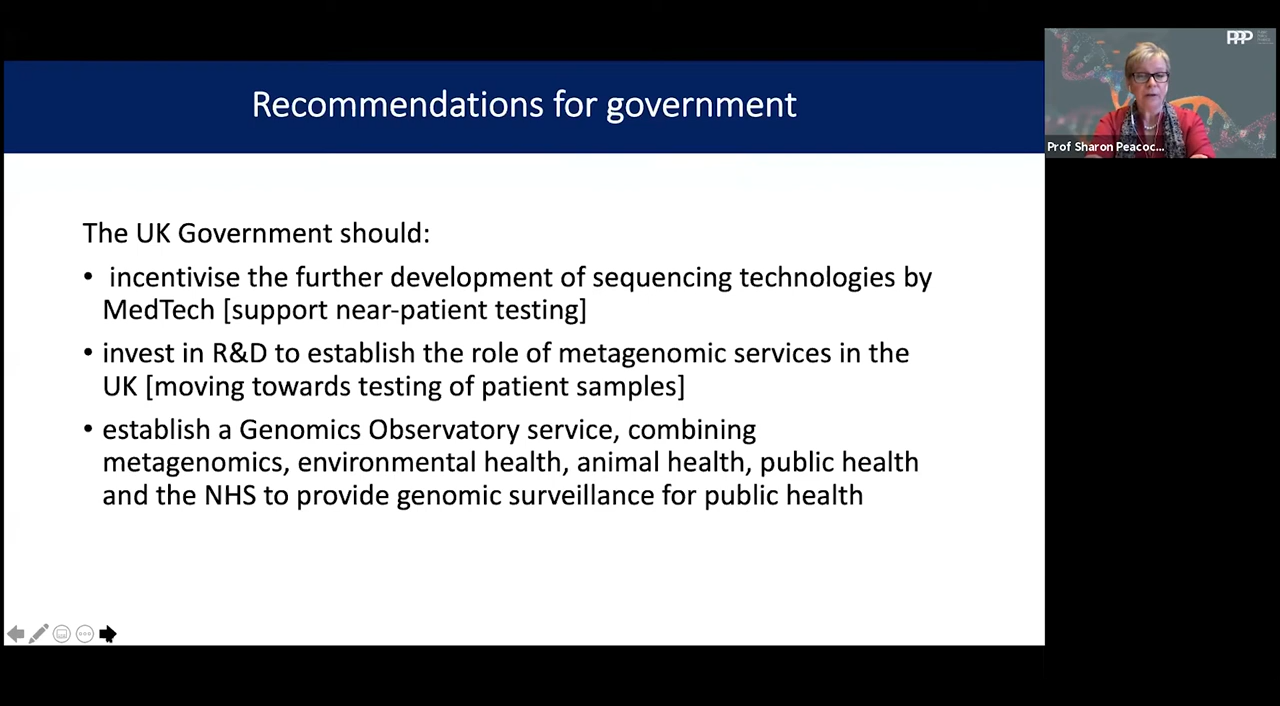 Recommendations for government
PPP
Prof Sharon Peacoc...
The UK Government should:
• incentivise the further development of sequencing technologies by
MedTech [support near-patient testing]
• invest in R&D to establish the role of metagenomic services in the
UK [moving towards testing of patient samples]
• establish a Genomics Observatory service, combining
metagenomics, environmental health, animal health, public health
and the NHS to provide genomic surveillance for public health